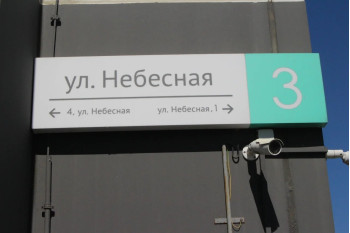 ул. Небесная
3
← 4, ул. Небесная ул. Небесная, 1 →